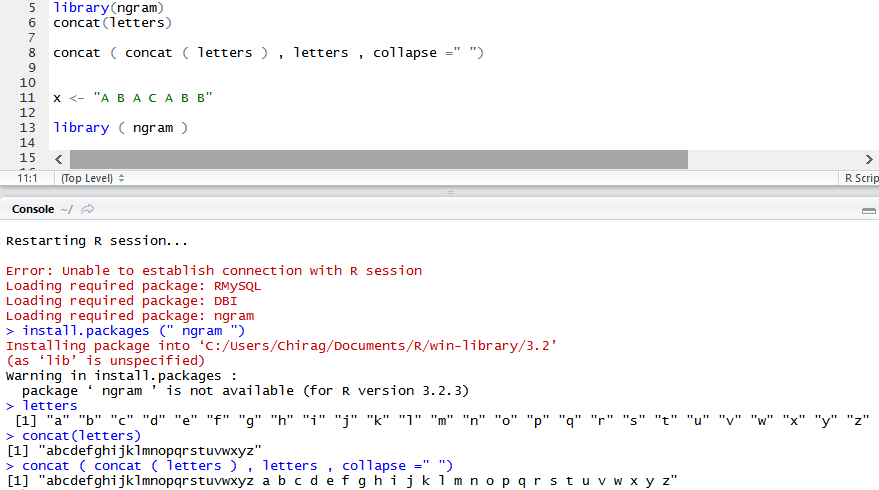 5 library(ngram)
6 concat(letters)
7
8 concat ( concat ( letters ) , letters , collapse =" ")
9
10
11 x <- "A B A C A B B"
12
13 library ( ngram )
14
15
11:1 (Top Level) R Scrip
Console ~/
Restarting R session...
Error: Unable to establish connection with R session
Loading required package: RMySQL
Loading required package: DBI
Loading required package: ngram
> install.packages (" ngram ")
Installing package into ‘C:/Users/Chirag/Documents/R/win-library/3.2’
(as ‘lib’ is unspecified)
Warning in install.packages :
package ‘ ngram ’ is not available (for R version 3.2.3)
> letters
[1] "a" "b" "c" "d" "e" "f" "g" "h" "i" "j" "k" "l" "m" "n" "o" "p" "q" "r" "s" "t" "u" "v" "w" "x" "y" "z"
> concat(letters)
[1] "abcdefghijklmnopqrstuvwxyz"
> concat ( concat ( letters ) , letters , collapse =" ")
[1] "abcdefghijklmnopqrstuvwxyz a b c d e f g h i j k l m n o p q r s t u v w x y z"